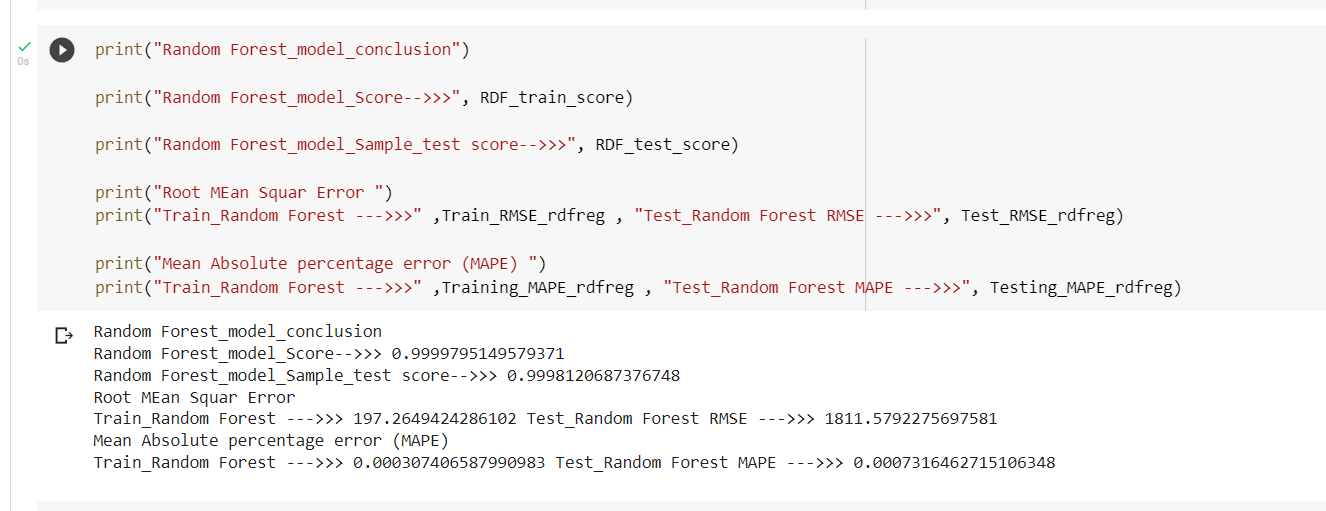 0s
print("Random Forest_model_conclusion")
print("Random Forest_model_Score-->>>", RDF_train_score)
print("Random Forest_model_Sample_test score-->>>", RDF_test_score)
print("Root MEan Squar Error ")
print("Train_Random Forest --->>>" ,Train_RMSE_rdfreg , "Test_Random Forest RMSE --->>>", Test_RMSE_rdfreg)
print("Mean Absolute percentage error (MAPE) ")
print("Train_Random Forest --->>>" ,Training_MAPE_rdfreg , "Test_Random Forest MAPE --->>>", Testing_MAPE_rdfreg)
Random Forest_model_conclusion
Random Forest_model_Score-->>> 0.9999795149579371
Random Forest_model_Sample_test score-->>> 0.9998120687376748
Root MEan Squar Error
Train_Random Forest --->>> 197.2649424286102 Test_Random Forest RMSE --->>> 1811.5792275697581
Mean Absolute percentage error (MAPE)
Train_Random Forest --->>> 0.000307406587990983 Test_Random Forest MAPE --->>> 0.0007316462715106348